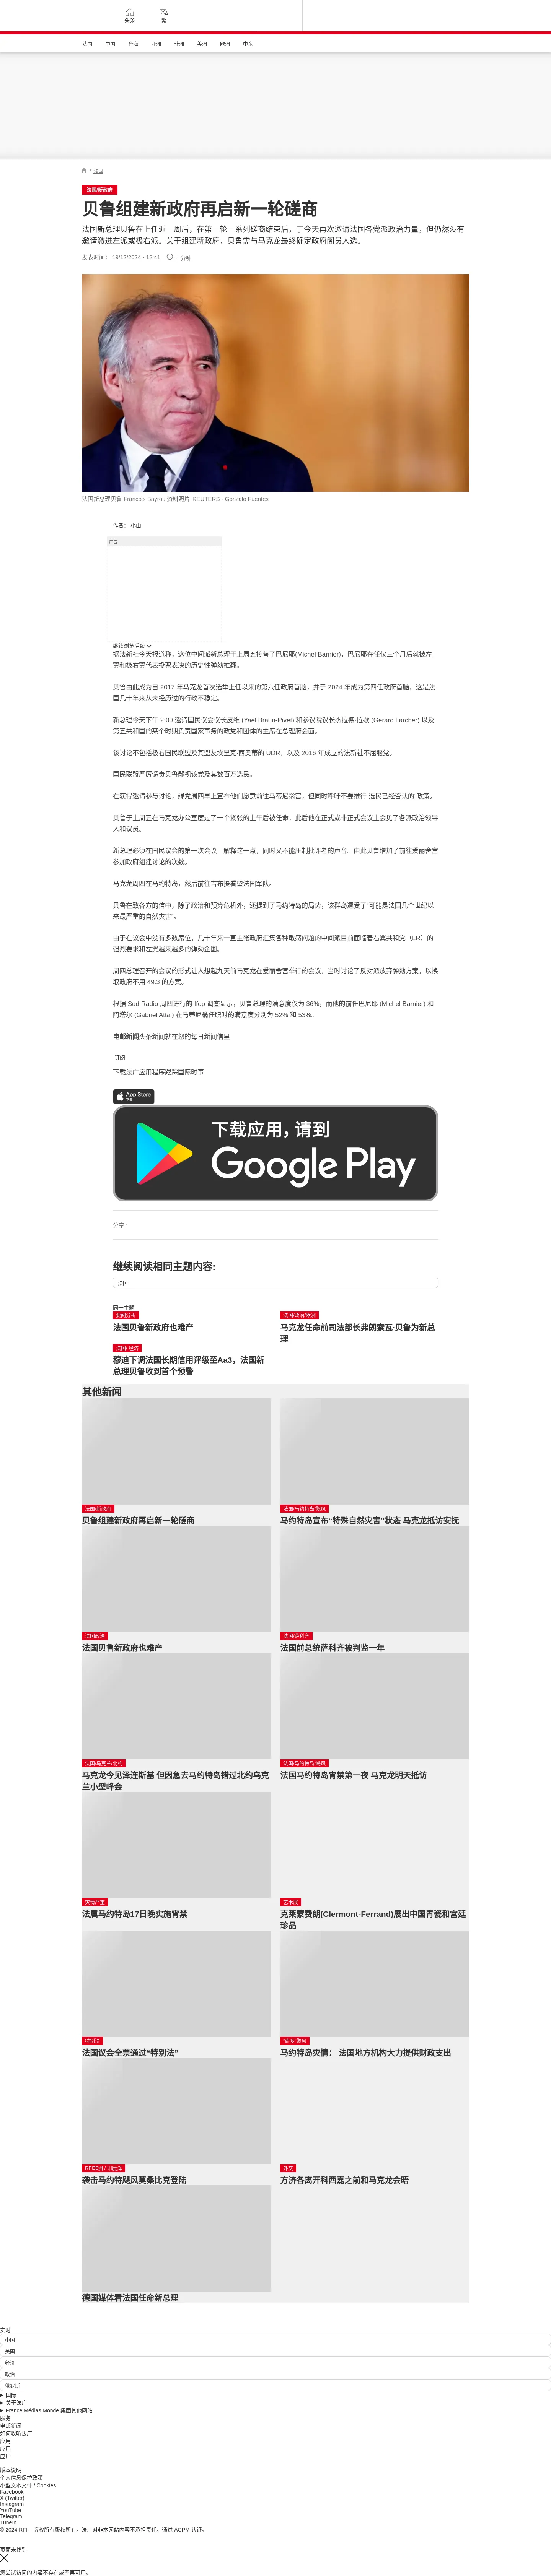 头条
繁
法国
中国
台海
亚洲
非洲
美洲
欧洲
中东
/ 法国
法国/新政府
贝鲁组建新政府再启新一轮磋商
法国新总理贝鲁在上任近一周后，在第一轮一系列磋商结束后，于今天再次邀请法国各党派政治力量，但仍然没有
邀请激进左派或极右派。关于组建新政府，贝鲁需与马克龙最终确定政府阁员人选。
发表时间： 19/12/2024 - 12:41 6 分钟
法国新总理贝鲁 Francois Bayrou 资料照片 REUTERS - Gonzalo Fuentes
作者： 小山
广告
继续浏览后续
据法新社今天报道称，这位中间派新总理于上周五接替了巴尼耶(Michel Barnier)，巴尼耶在任仅三个月后就被左
翼和极右翼代表投票表决的历史性弹劾推翻。
贝鲁由此成为自 2017 年马克龙首次选举上任以来的第六任政府首脑，并于 2024 年成为第四任政府首脑，这是法
国几十年来从未经历过的行政不稳定。
新总理今天下午 2:00 邀请国民议会议长皮维 (Yaël Braun-Pivet) 和参议院议长杰拉德·拉歇 (Gérard Larcher) 以及
第五共和国的某个时期负责国家事务的政党和团体的主席在总理府会面。
该讨论不包括极右国民联盟及其盟友埃里克·西奥蒂的 UDR，以及 2016 年成立的法新社不屈服党。
国民联盟严厉谴责贝鲁鄙视该党及其数百万选民。
在获得邀请参与讨论，绿党周四早上宣布他们愿意前往马蒂尼翁宫，但同时呼吁不要推行“选民已经否认的”政策。
贝鲁于上周五在马克龙办公室度过了一个紧张的上午后被任命，此后他在正式或非正式会议上会见了各派政治领导
人和议员。
新总理必须在国民议会的第一次会议上解释这一点，同时又不能压制批评者的声音。由此贝鲁增加了前往爱丽舍宫
参加政府组建讨论的次数。
马克龙周四在马约特岛，然后前往吉布提看望法国军队。
贝鲁在致各方的信中，除了政治和预算危机外，还提到了马约特岛的局势，该群岛遭受了“可能是法国几个世纪以
来最严重的自然灾害”。
由于在议会中没有多数席位，几十年来一直主张政府汇集各种敏感问题的中间派目前面临着右翼共和党（LR）的
强烈要求和左翼越来越多的弹劾企图。
周四总理召开的会议的形式让人想起九天前马克龙在爱丽舍宫举行的会议，当时讨论了反对派放弃弹劾方案，以换
取政府不用 49.3 的方案。
根据 Sud Radio 周四进行的 Ifop 调查显示，贝鲁总理的满意度仅为 36%，而他的前任巴尼耶 (Michel Barnier) 和
阿塔尔 (Gabriel Attal) 在马蒂尼翁任职时的满意度分别为 52% 和 53%。
电邮新闻头条新闻就在您的每日新闻信里
订阅
下载法广应用程序跟踪国际时事
App Store
下载
下载应用，请到
Google Play
分享 :
继续阅读相同主题内容:
法国
同一主题
要闻分析
法国贝鲁新政府也难产
法国/政治/欧洲
马克龙任命前司法部长弗朗索瓦·贝鲁为新总
理
法国/ 经济
穆迪下调法国长期信用评级至Aa3，法国新
总理贝鲁收到首个预警
其他新闻
法国/新政府
贝鲁组建新政府再启新一轮磋商
法国/马约特岛/飓风
马约特岛宣布“特殊自然灾害”状态 马克龙抵访安抚
法国政治
法国贝鲁新政府也难产
法国/萨科齐
法国前总统萨科齐被判监一年
法国/马克兰/北约
马克龙今见泽连斯基 但因急去马约特岛错过北约乌克
兰小型峰会
法国/马约特岛/飓风
法国马约特岛宵禁第一夜 马克龙明天抵访
灾情严重
法属马约特岛17日晚实施宵禁
艺术展
克莱蒙费朗(Clermont-Ferrand)展出中国青瓷和宫廷
珍品
特别法
法国议会全票通过“特别法”
“奇多”飓风
马约特岛灾情： 法国地方机构大力提供财政支出
RFI非洲 / 印度洋
袭击马约特飓风莫桑比克登陆
外交
方济各离开科西嘉之前和马克龙会晤
德国媒体看法国任命新总理
实时
中国
美国
经济
政治
俄罗斯
国际
关于法广
France Médias Monde 集团其他网站
服务
电邮新闻
如何收听法广
应用
应用
应用
版本说明
个人信息保护政策
小型文本文件 / Cookies
Facebook
X (Twitter)
Instagram
YouTube
Telegram
TuneIn
© 2024 RFI – 版权所有版权所有。法广对非本网站内容不承担责任。通过 ACPM 认证。
页面未找到
您尝试访问的内容不存在或不再可用。